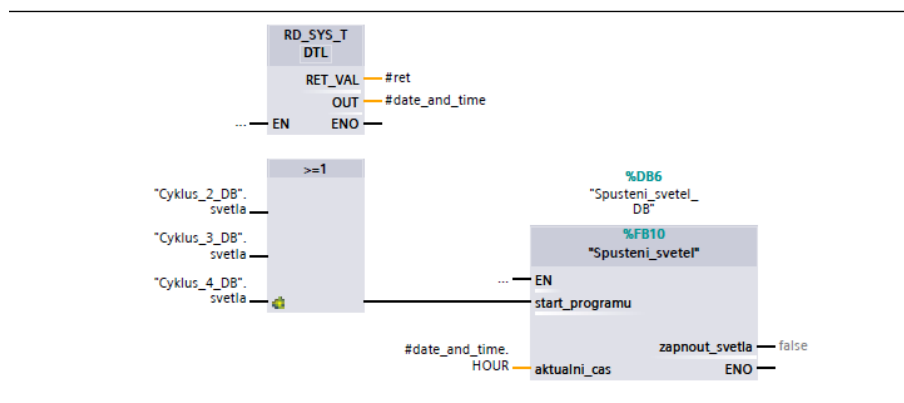 RD_SYS_T
DTL
RET_VAL
#ret
OUT
#date_and_time
...
EN
ENO
>=1
"Cyklus_2_DB".
svetla
"Cyklus_3_DB".
svetla
"Cyklus_4_DB".
svetla
%DB6
"Spusteni_svetel_
DB"
%FB10
"Spusteni_svetel"
...
EN
start_programu
zapnout_svetla
false
#date_and_time.
HOUR
aktualni_cas
ENO